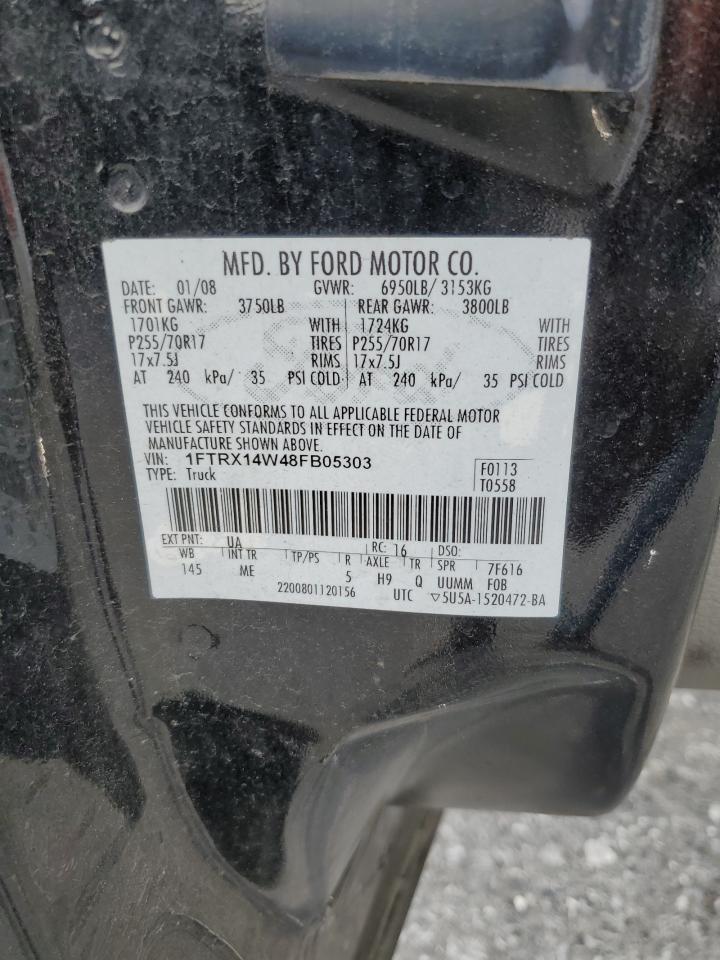 MFD. BY FORD MOTOR CO.
DATE: 01/08 GVWR: 6950LB/ 3153KG
FRONT GAWR: 3750LB REAR GAWR: 3800LB
1701KG WITH 1724KG WITH
P255/70R17 TIRES P255/70R17 TIRES
17x7.5J RIMS 17x7.5J RIMS
AT 240 kPa/ 35 PSI COLD AT 240 kPa/ 35 PSI COLD
THIS VEHICLE CONFORMS TO ALL APPLICABLE FEDERAL MOTOR
VEHICLE SAFETY STANDARDS IN EFFECT ON THE DATE OF
MANUFACTURE SHOWN ABOVE.
VIN: 1FTRX14W48FB05303 F0113
TYPE: Truck T0558
EXT PNT: UA RC: 16 DSO:
WB INT TR TP/PS R AXLE TR SPR 7F616
145 ME 5 H9 Q UUMM FOB
2200801120156 UTC ▽5U5A-1520472-BA